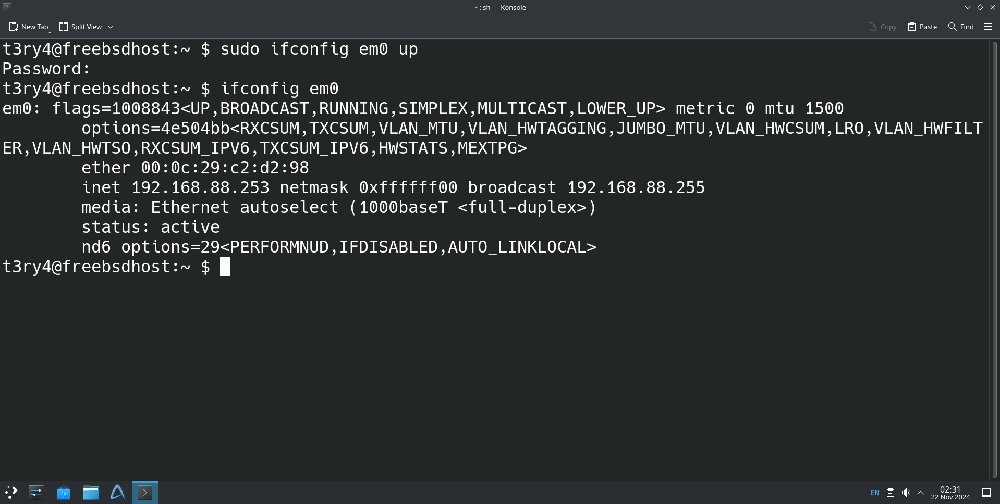 ~ : sh — Konsole
New Tab Split View Copy Paste Find
t3ry4@freebsdhost:~ $ sudo ifconfig em0 up
Password:
t3ry4@freebsdhost:~ $ ifconfig em0
em0: flags=1008843<UP,BROADCAST,RUNNING,SIMPLEX,MULTICAST,LOWER_UP> metric 0 mtu 1500
options=4e504bb<RXCSUM,TXCSUM,VLAN_MTU,VLAN_HWTAGGING,JUMBO_MTU,VLAN_HWCSUM,LRO,VLAN_HWFILT
ER,VLAN_HWTSO,RXCSUM_IPV6,TXCSUM_IPV6,HWSTATS,MEXTPG>
ether 00:0c:29:c2:d2:98
inet 192.168.88.253 netmask 0xffffff00 broadcast 192.168.88.255
media: Ethernet autoselect (1000baseT <full-duplex>)
status: active
nd6 options=29<PERFORMNUD,IFDISABLED,AUTO_LINKLOCAL>
t3ry4@freebsdhost:~ $
EN 02:31
22 Nov 2024